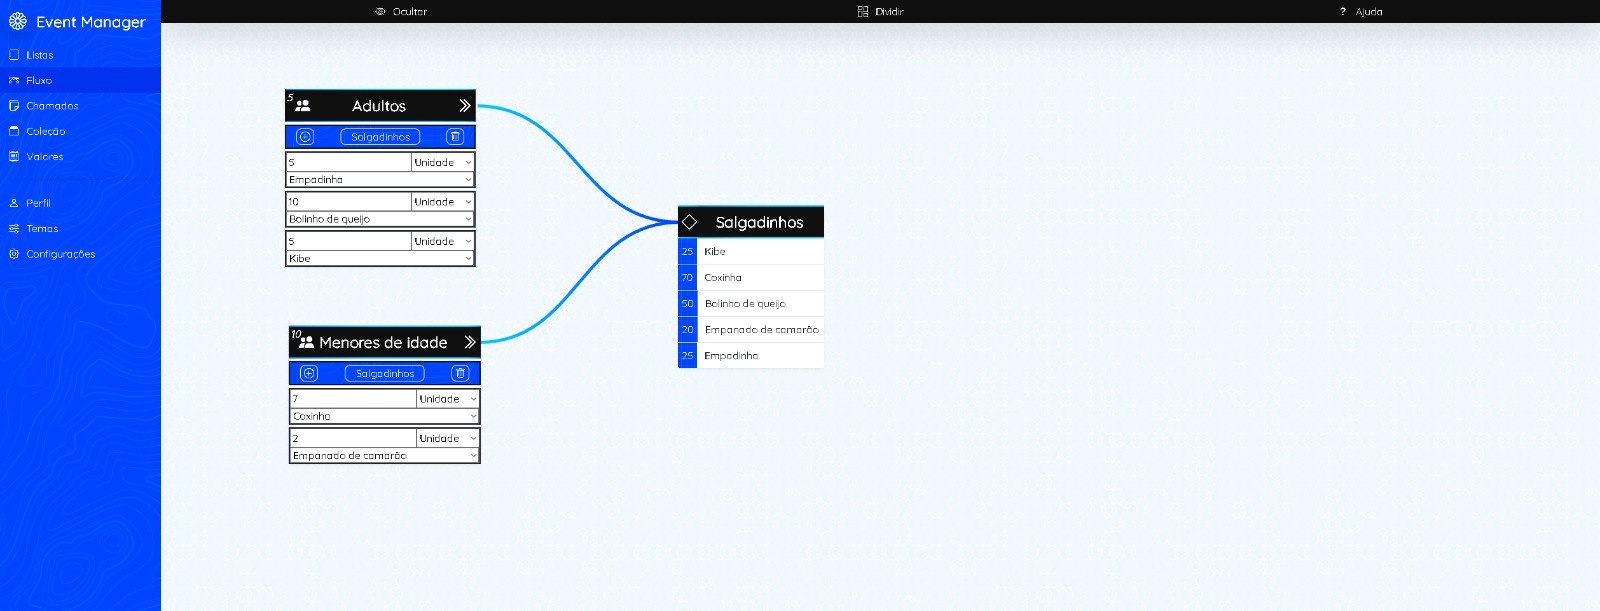 Event Manager
Listas
Fluxo
Chamados
Coleção
Valores
Perfil
Temas
Configurações
Ocultar
Dividir
? Ajuda
5
Adultos
Salgadinhos
5 Unidade
Empadinha
10 Unidade
Bolinho de queijo
5 Unidade
Kibe
10
Menores de idade
Salgadinhos
7 Unidade
Coxinha
2 Unidade
Empanado de camarão
Salgadinhos
25 Kibe
70 Coxinha
50 Bolinho de queijo
20 Empanado de camarão
25 Empadinha